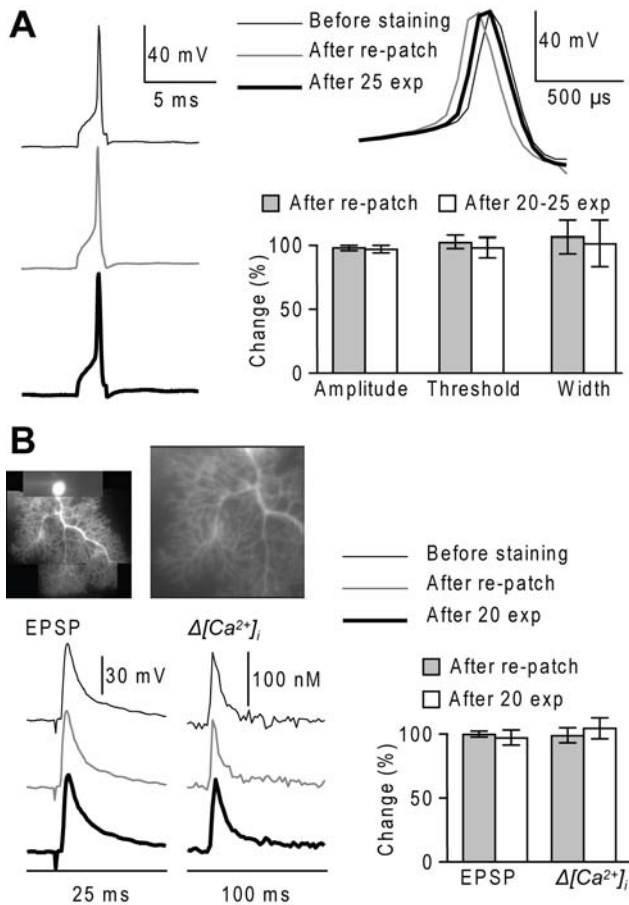 A
40 mV
5 ms
Before staining
After re-patch
After 25 exp
40 mV
500 µs
After re-patch
After 20-25 exp
Change (%)
100
50
0
Amplitude
Threshold
Width
B
Before staining
After re-patch
After 20 exp
EPSP
Δ[Ca²⁺]ᵢ
30 mV
100 nM
25 ms
100 ms
After re-patch
After 20 exp
Change (%)
100
50
0
EPSP
Δ[Ca²⁺]ᵢ